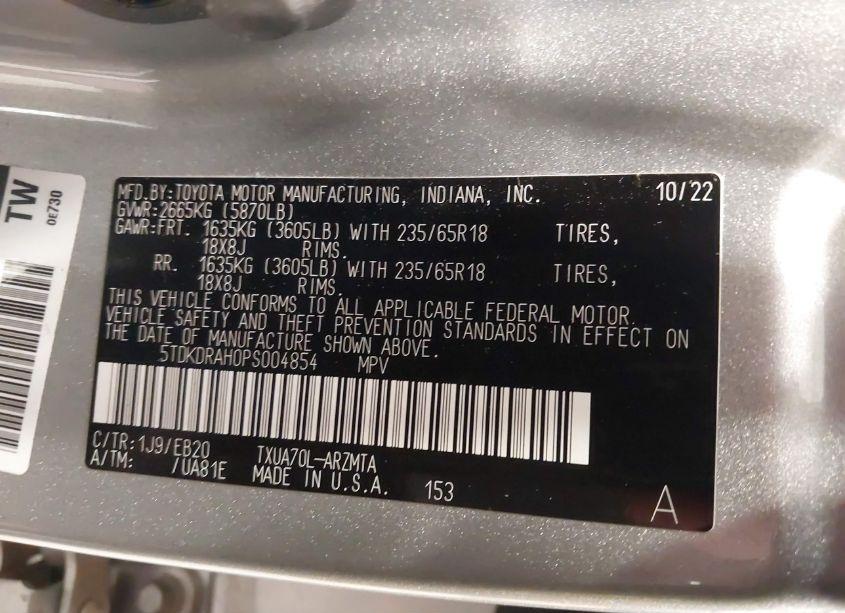 TW
0E730
MFD.BY:TOYOTA MOTOR MANUFACTURING, INDIANA, INC. 10/22
GVWR:2665KG (5870LB)
GAWR:FRT. 1635KG (3605LB) WITH 235/65R18 TIRES,
18X8J RIMS.
RR. 1635KG (3605LB) WITH 235/65R18 TIRES,
18X8J RIMS.
THIS VEHICLE CONFORMS TO ALL APPLICABLE FEDERAL MOTOR.
VEHICLE SAFETY AND THEFT PREVENTION STANDARDS IN EFFECT ON
THE DATE OF MANUFACTURE SHOWN ABOVE.
5TDKDRAH0PS004854 MPV
C/TR:1J9/EB20 TXUA70L-ARZMTA
A/TM: /UA81E MADE IN U.S.A. 153
A